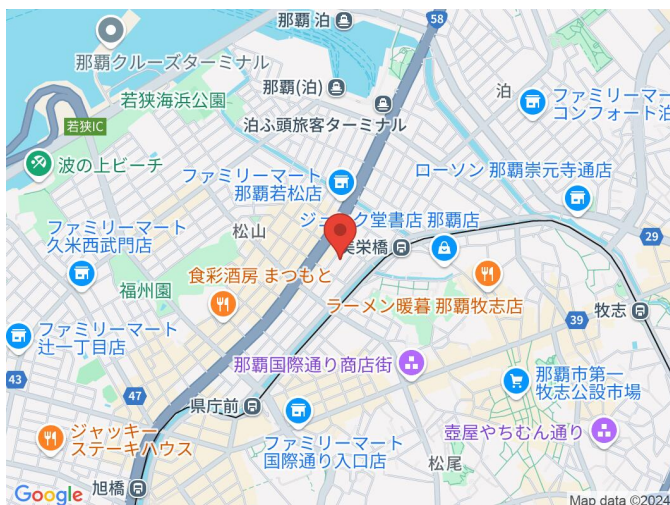 那覇 泊
58
那覇クルーズターミナル
那覇(泊)
泊
若狭海浜公園
泊ふ頭旅客ターミナル
ファミリーマート
コンフォート泊
若狭IC
波の上ビーチ
ファミリーマート
那覇若松店
ローソン 那覇崇元寺通店
ファミリーマート
久米西武門店
松山
ジュンク堂書店 那覇店
29
美栄橋
食彩酒房 まつもと
福州園
ラーメン暖暮 那覇牧志店
牧志
39
ファミリーマート
辻一丁目店
那覇国際通り商店街
43
47
県庁前
那覇市第一
牧志公設市場
ジャッキー
ステーキハウス
ファミリーマート
国際通り入口店
壺屋やちむん通り
松尾
旭橋
Google
Map data ©2024